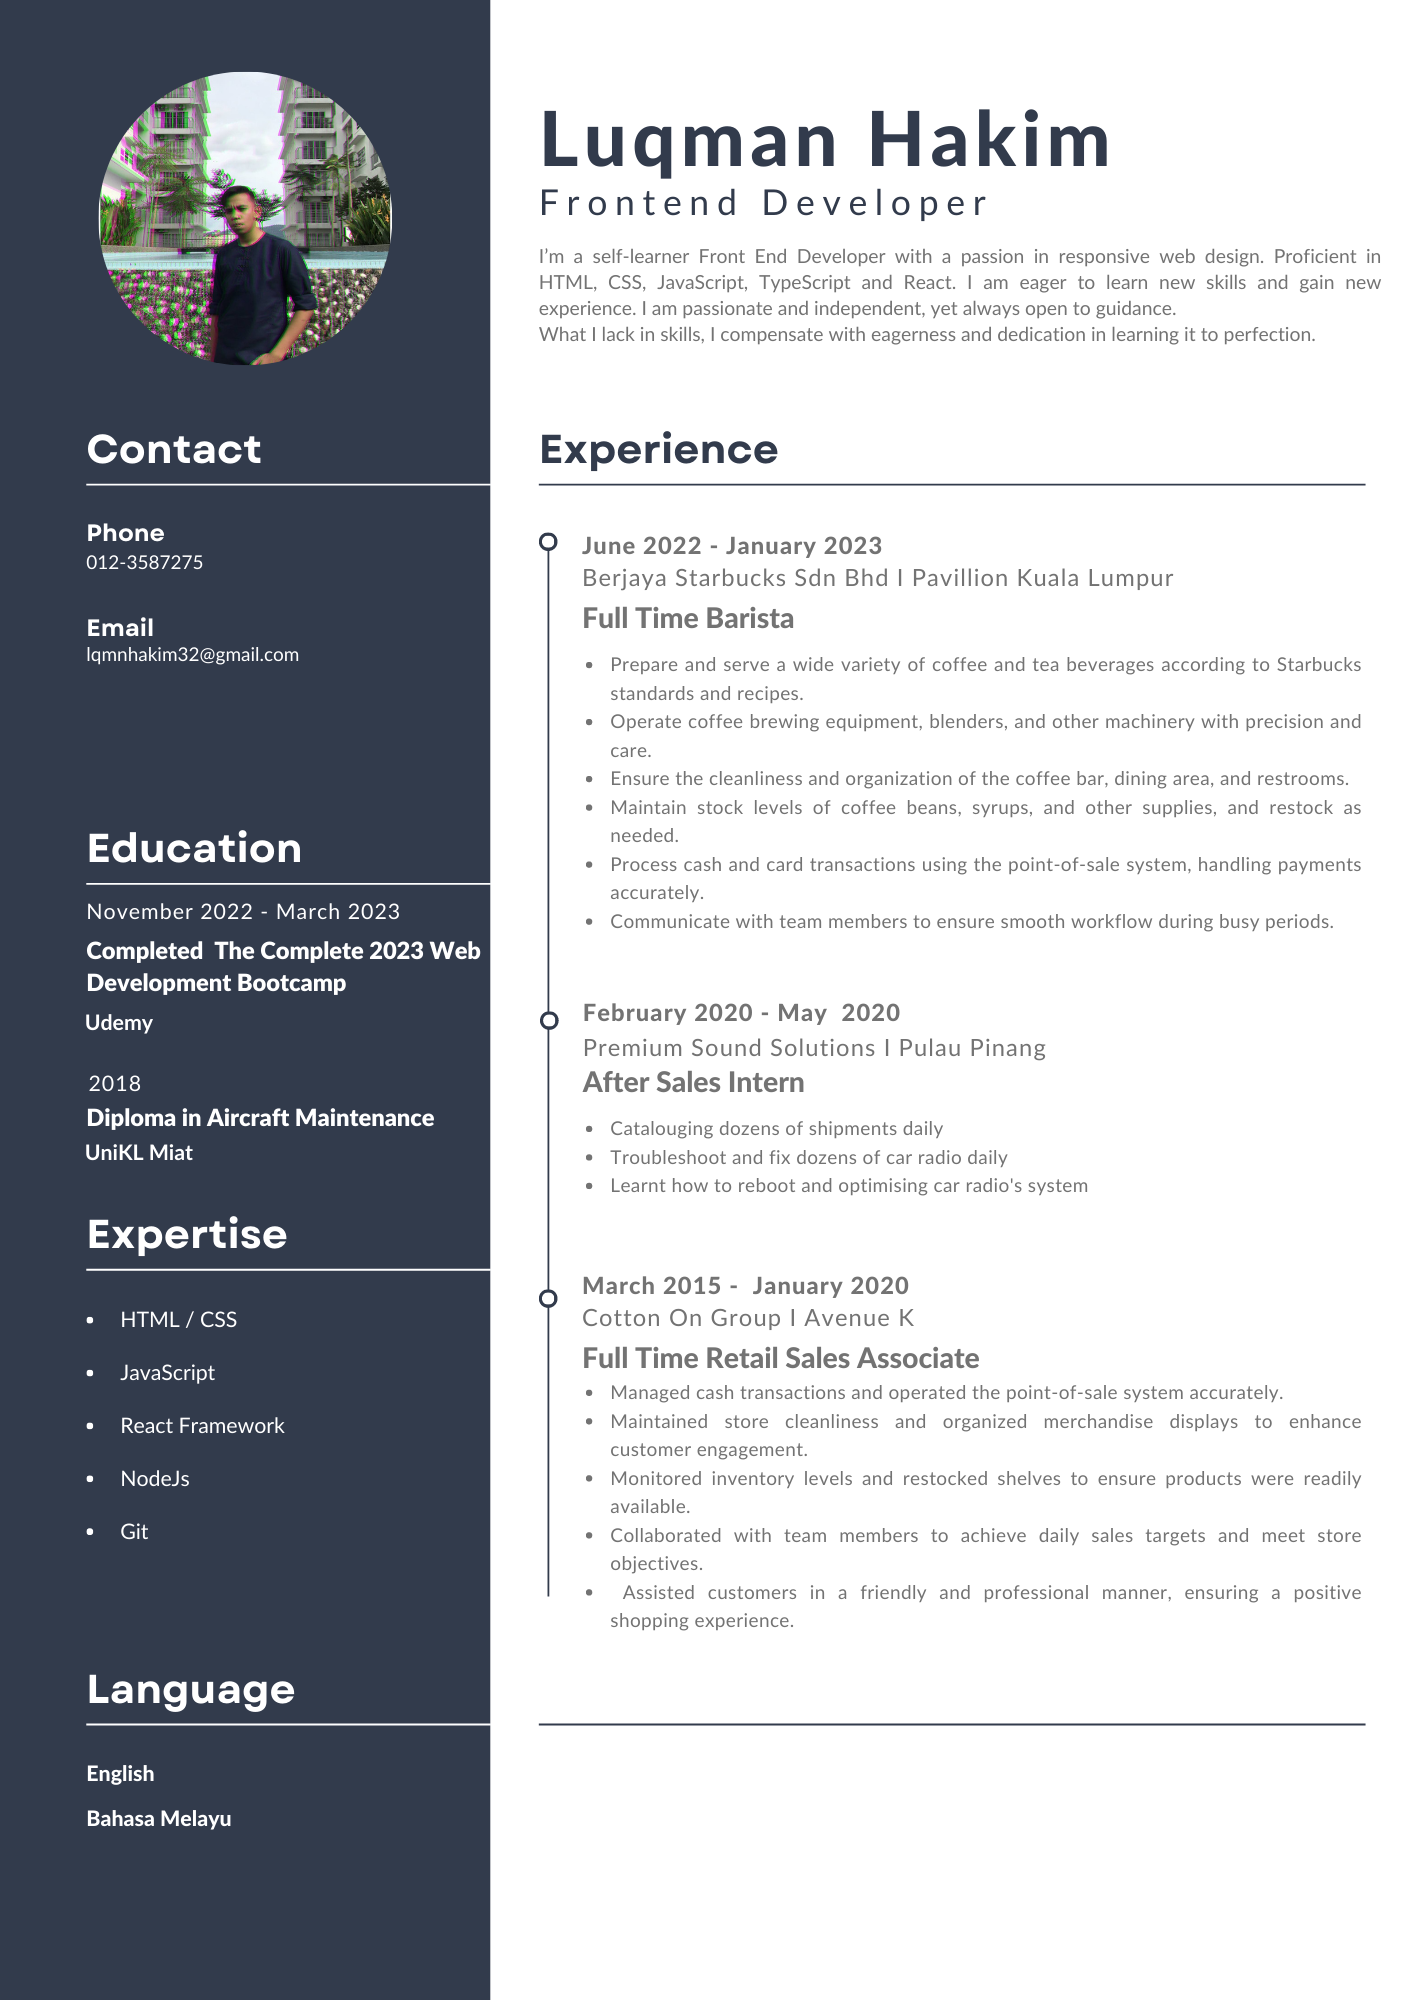 Luqman Hakim
Frontend Developer
I'm a self-learner Front End Developer with a passion in responsive web design. Proficient in
HTML, CSS, JavaScript, TypeScript and React. I am eager to learn new skills and gain new
experience. I am passionate and independent, yet always open to guidance.
What I lack in skills, I compensate with eagerness and dedication in learning it to perfection.
Contact
Phone
012-3587275
Email
lqmnhakim32@gmail.com
Education
November 2022 - March 2023
Completed  The Complete 2023 Web
Development Bootcamp
Udemy
2018
Diploma in Aircraft Maintenance
UniKL Miat
Expertise
• HTML / CSS
• JavaScript
• React Framework
• NodeJs
• Git
Language
English
Bahasa Melayu
Experience
June 2022 - January 2023
Berjaya Starbucks Sdn Bhd I Pavillion Kuala Lumpur
Full Time Barista
• Prepare and serve a wide variety of coffee and tea beverages according to Starbucks
standards and recipes.
• Operate coffee brewing equipment, blenders, and other machinery with precision and
care.
• Ensure the cleanliness and organization of the coffee bar, dining area, and restrooms.
• Maintain stock levels of coffee beans, syrups, and other supplies, and restock as
needed.
• Process cash and card transactions using the point-of-sale system, handling payments
accurately.
• Communicate with team members to ensure smooth workflow during busy periods.
February 2020 - May  2020
Premium Sound Solutions I Pulau Pinang
After Sales Intern
• Catalouging dozens of shipments daily
• Troubleshoot and fix dozens of car radio daily
• Learnt how to reboot and optimising car radio's system
March 2015 -  January 2020
Cotton On Group I Avenue K
Full Time Retail Sales Associate
• Managed cash transactions and operated the point-of-sale system accurately.
• Maintained store cleanliness and organized merchandise displays to enhance
customer engagement.
• Monitored inventory levels and restocked shelves to ensure products were readily
available.
• Collaborated with team members to achieve daily sales targets and meet store
objectives.
• Assisted customers in a friendly and professional manner, ensuring a positive
shopping experience.